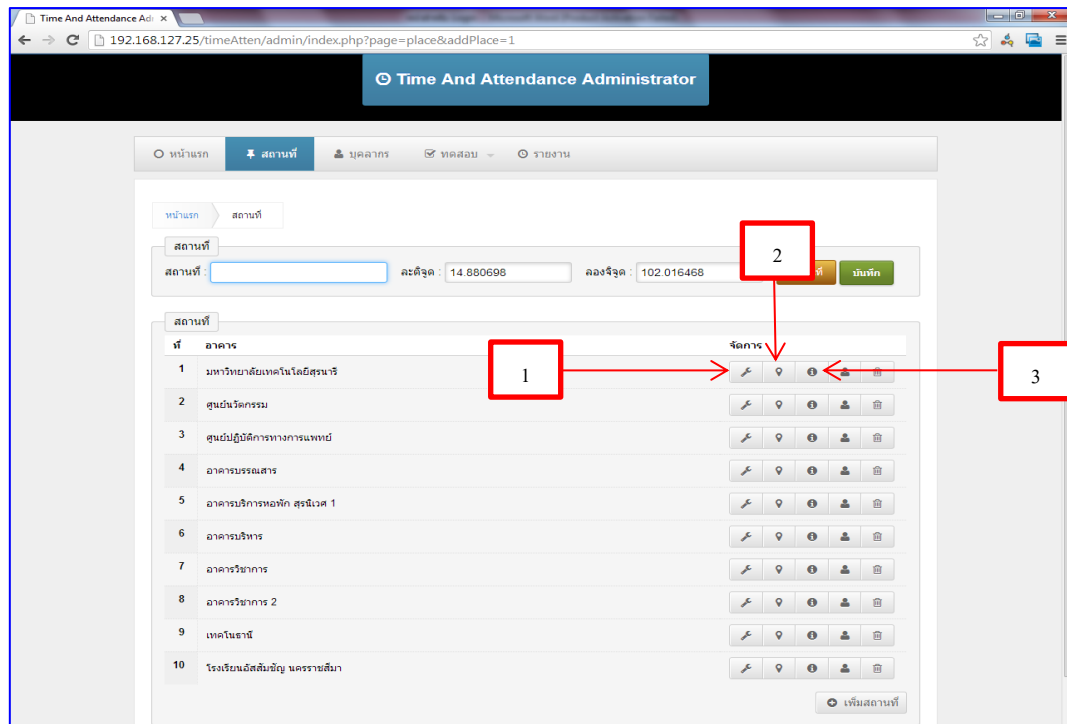 Time And Attendance Ad
192.168.127.25/timeAtten/admin/index.php?page=place&addPlace=1
Time And Attendance Administrator
หน้าแรก สถานที่ บุคลากร ทดสอบ รายงาน
หน้าแรก สถานที่
สถานที่
สถานที่ : ละติจูด : 14.880698 ลองจิจูด : 102.016468 บันทึก
2
สถานที่
ที่ อาคาร จัดการ
1 มหาวิทยาลัยเทคโนโลยีสุรนารี
1 3
2 ศูนย์นวัตกรรม
3 ศูนย์ปฏิบัติการทางการแพทย์
4 อาคารบรรณสาร
5 อาคารบริการหอพัก สุรนิเวศ 1
6 อาคารบริหาร
7 อาคารวิชาการ
8 อาคารวิชาการ 2
9 เทคโนธานี
10 โรงเรียนอัสสัมชัญ นครราชสีมา
เพิ่มสถานที่